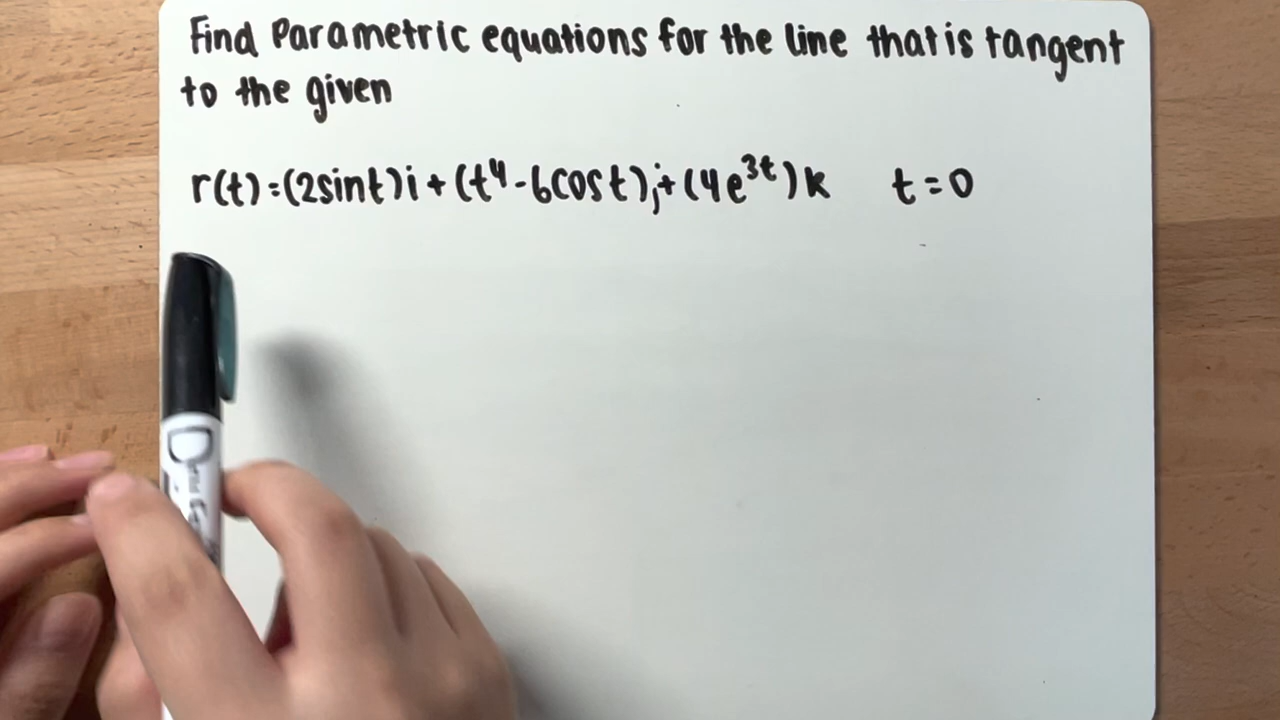 Find Parametric equations for the line that is tangent
to the given
r(t)=(2sint)i+(t⁴-6cost)j+(4e³ᵗ)k t=0